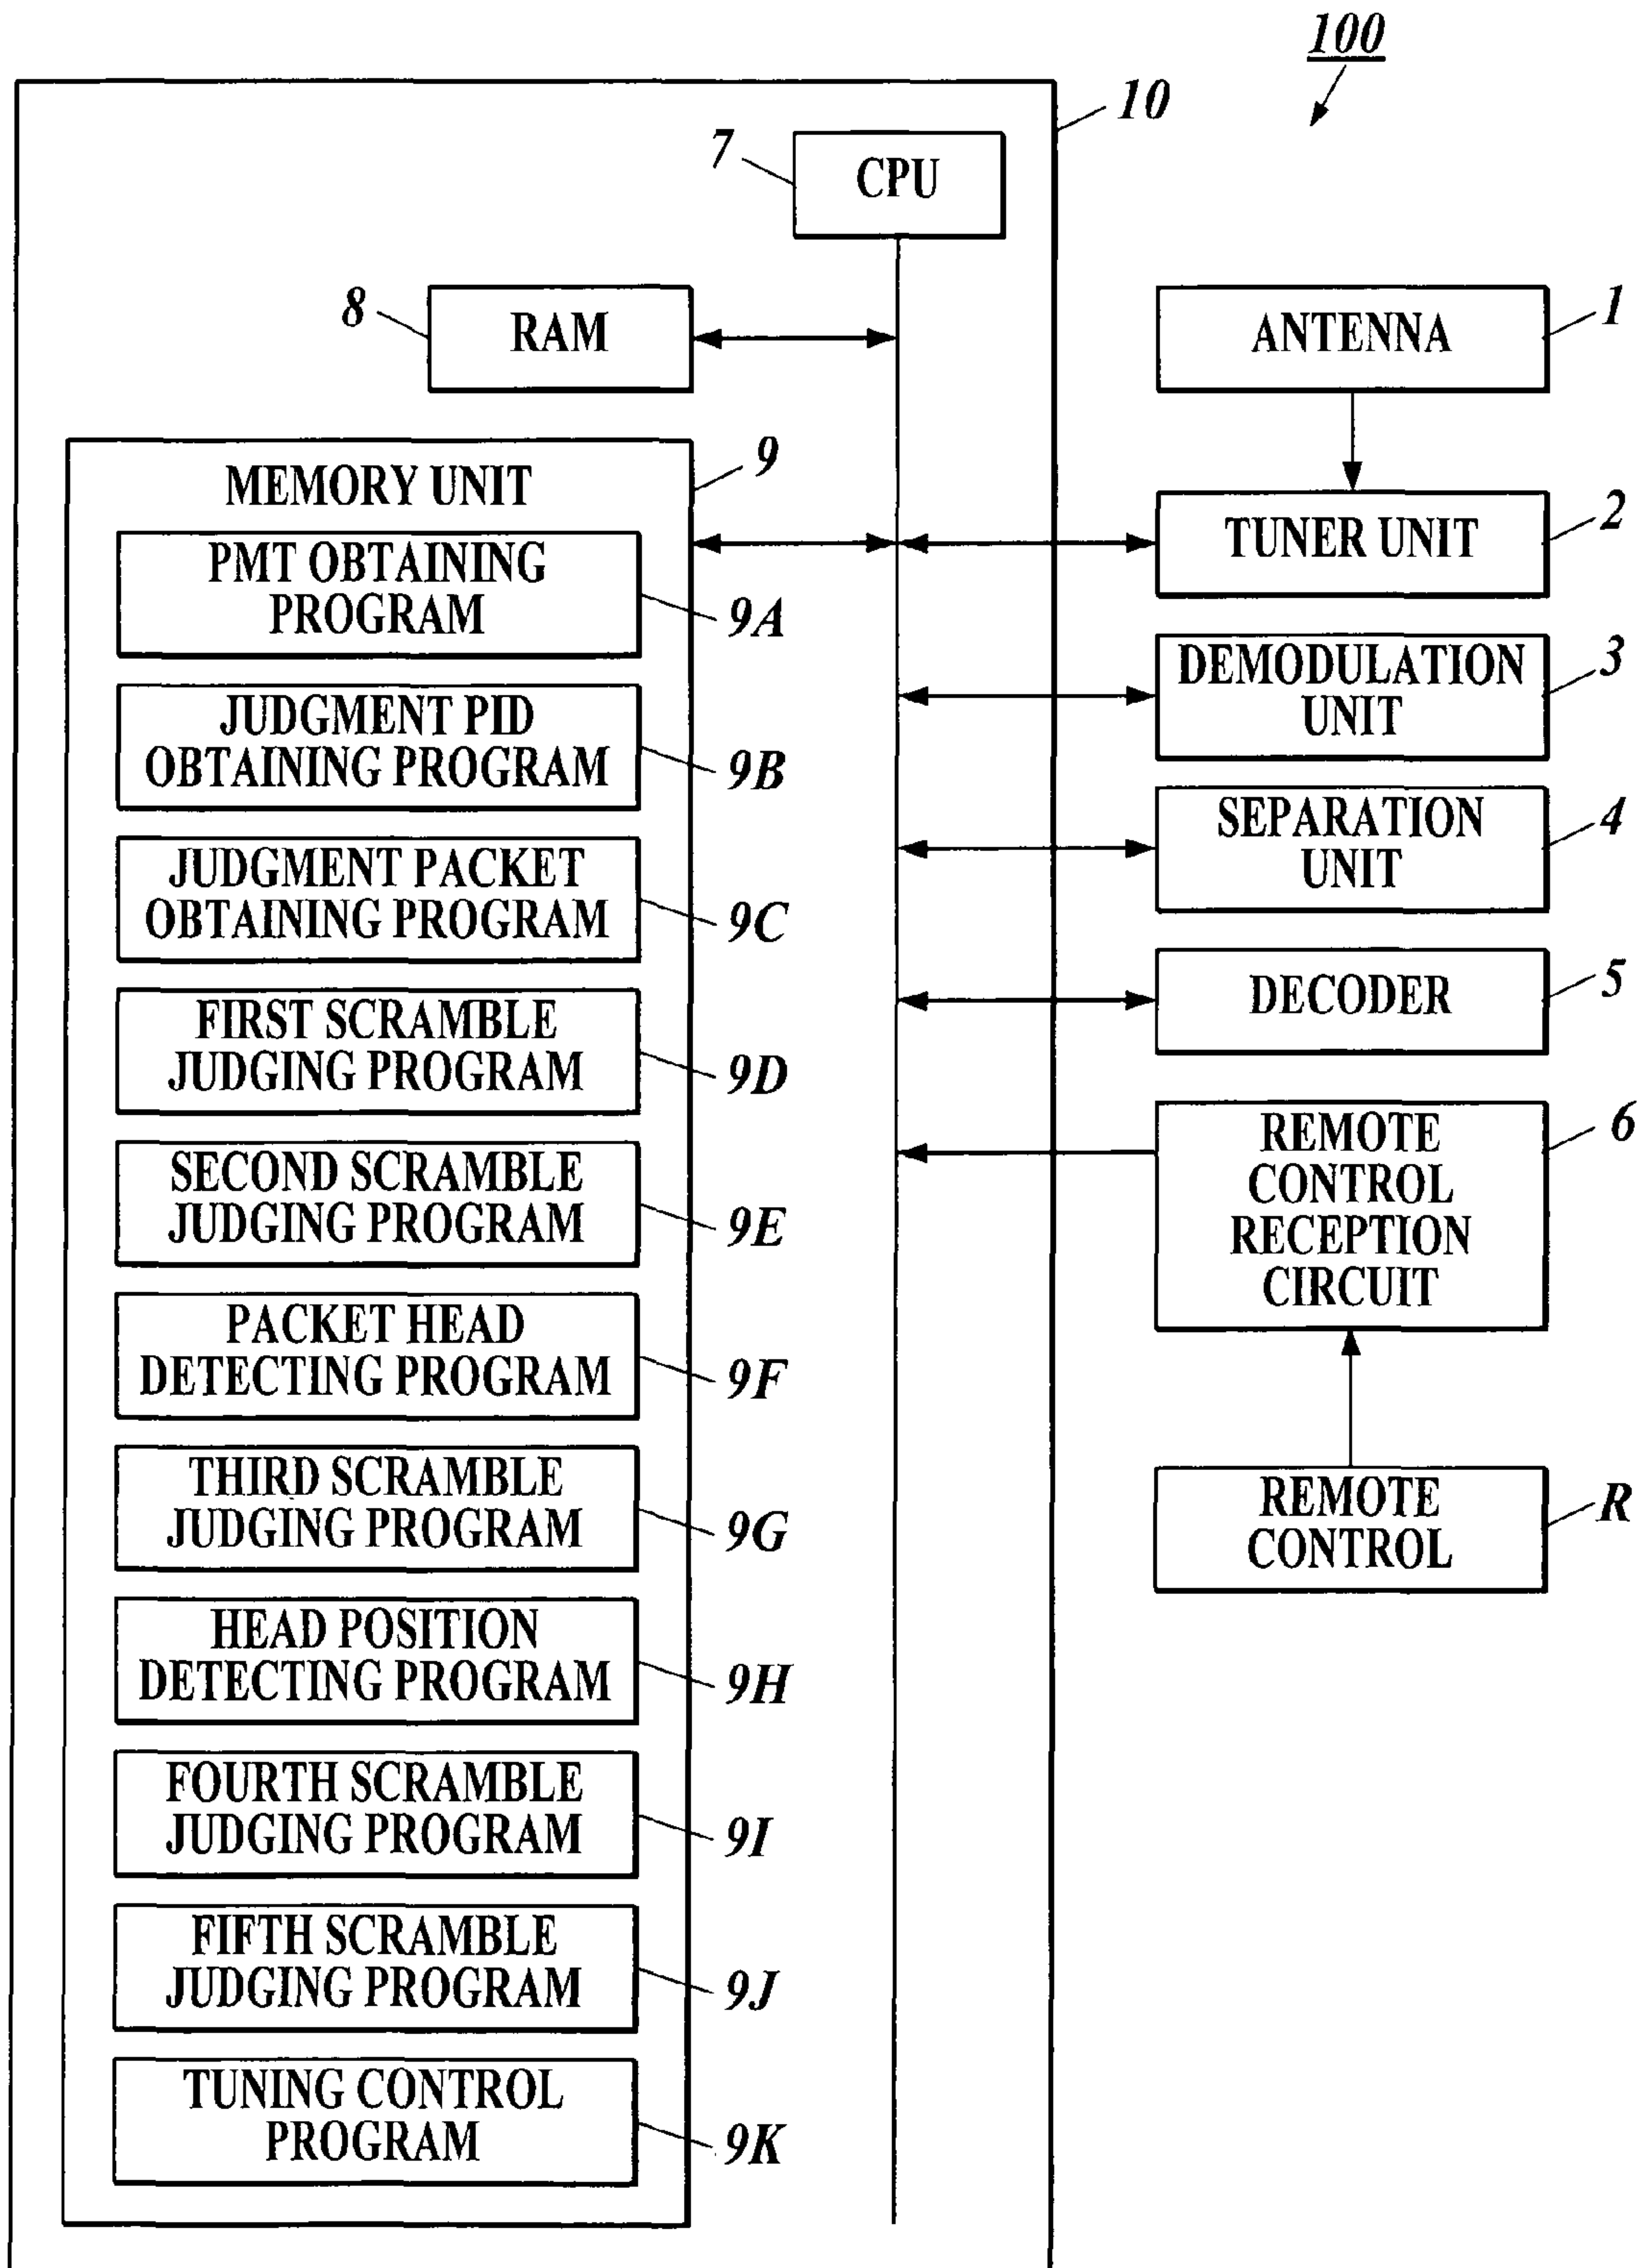 100
10
7
CPU
8
RAM
1
ANTENNA
9
MEMORY UNIT
2
TUNER UNIT
PMT OBTAINING
PROGRAM
9A
3
DEMODULATION
UNIT
JUDGMENT PID
OBTAINING PROGRAM
9B
4
SEPARATION
UNIT
JUDGMENT PACKET
OBTAINING PROGRAM
9C
5
DECODER
FIRST SCRAMBLE
JUDGING PROGRAM
9D
6
REMOTE
CONTROL
RECEPTION
CIRCUIT
SECOND SCRAMBLE
JUDGING PROGRAM
9E
PACKET HEAD
DETECTING PROGRAM
9F
THIRD SCRAMBLE
JUDGING PROGRAM
9G
REMOTE
CONTROL
R
HEAD POSITION
DETECTING PROGRAM
9H
FOURTH SCRAMBLE
JUDGING PROGRAM
9I
FIFTH SCRAMBLE
JUDGING PROGRAM
9J
TUNING CONTROL
PROGRAM
9K